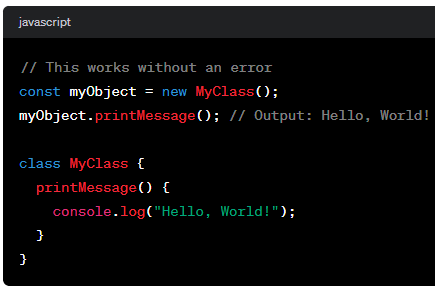 javascript
// This works without an error
const myObject = new MyClass();
myObject.printMessage(); // Output: Hello, World!
class MyClass {
printMessage() {
console.log("Hello, World!");
}
}